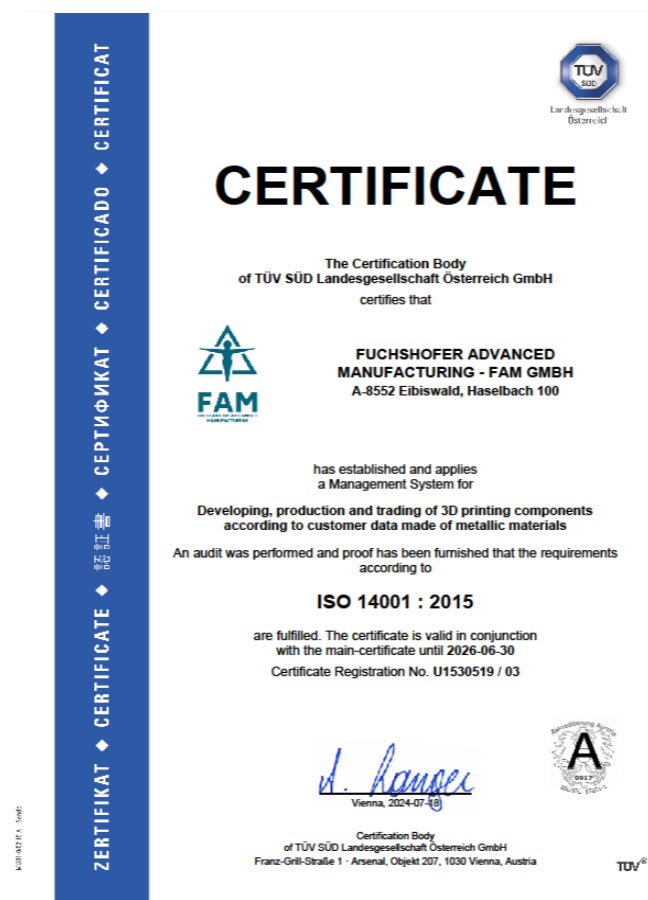 ZERTIFIKAT ◆ CERTIFICATE ◆ 認証書 ◆ СЕРТИФИКАТ ◆ CERTIFICADO ◆ CERTIFICAT
TÜV
SÜD
Landesgesellschaft
Österreich
CERTIFICATE
The Certification Body
of TÜV SÜD Landesgesellschaft Österreich GmbH
certifies that
FAM
FUCHSHOFER ADVANCED
MANUFACTURING
FUCHSHOFER ADVANCED
MANUFACTURING - FAM GMBH
A-8552 Eibiswald, Haselbach 100
has established and applies
a Management System for
Developing, production and trading of 3D printing components
according to customer data made of metallic materials
An audit was performed and proof has been furnished that the requirements
according to
ISO 14001 : 2015
are fulfilled. The certificate is valid in conjunction
with the main-certificate until 2026-06-30
Certificate Registration No. U1530519 / 03
Akkreditierung Austria
A
0917
Vienna, 2024-07-18
Certification Body
of TÜV SÜD Landesgesellschaft Österreich GmbH
Franz-Grill-Straße 1 · Arsenal, Objekt 207, 1030 Vienna, Austria
TÜV®